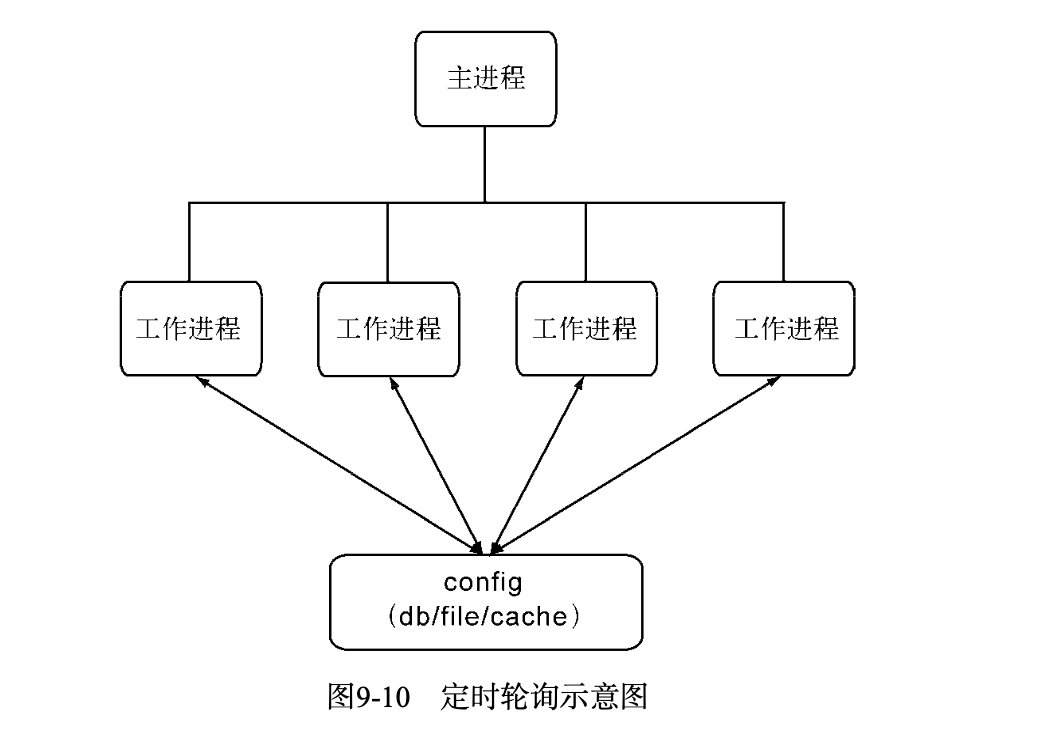 主进程
工作进程
工作进程
工作进程
工作进程
config
（db/file/cache）
图9-10 定时轮询示意图